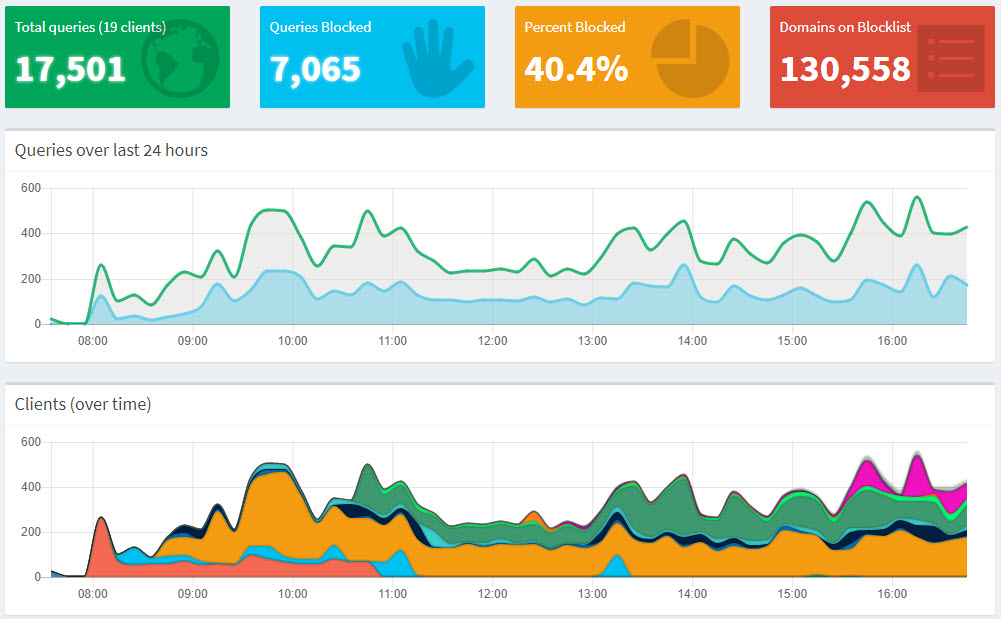 Total queries (19 clients)
17,501
Queries Blocked
7,065
Percent Blocked
40.4%
Domains on Blocklist
130,558
Queries over last 24 hours
600
400
200
0
08:00 09:00 10:00 11:00 12:00 13:00 14:00 15:00 16:00
Clients (over time)
600
400
200
0
08:00 09:00 10:00 11:00 12:00 13:00 14:00 15:00 16:00